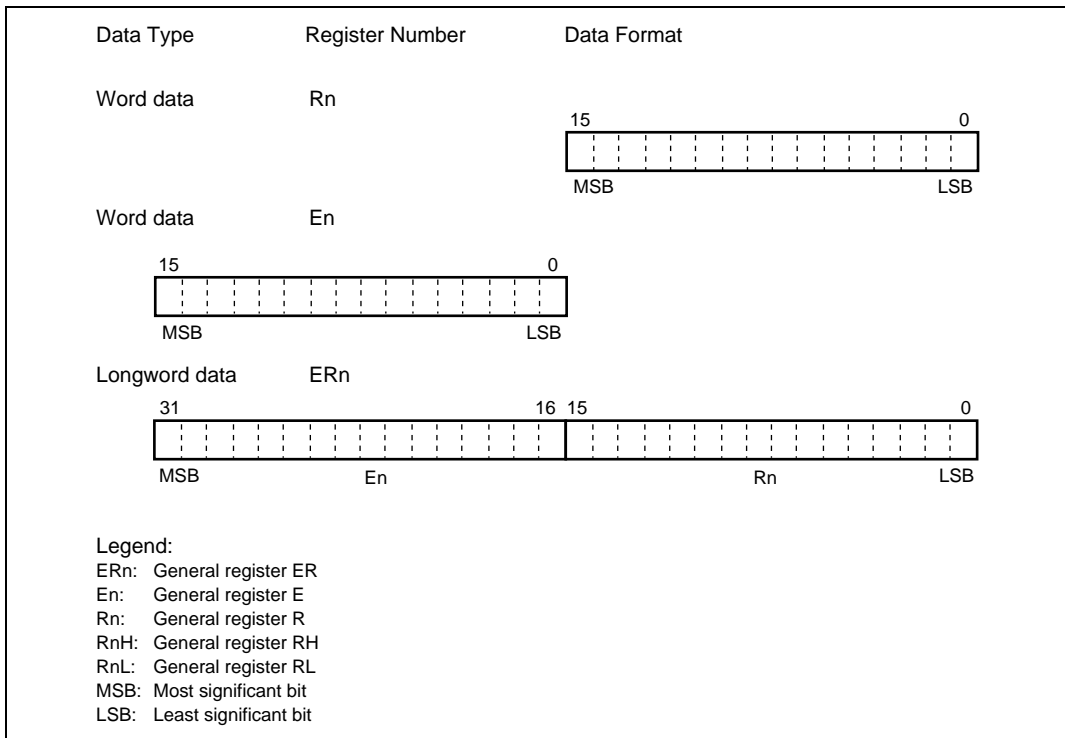 Data Type Register Number Data Format
Word data Rn
15 0
MSB LSB
Word data En
15 0
MSB LSB
Longword data ERn
31 16 15 0
MSB En Rn LSB
Legend:
ERn: General register ER
En: General register E
Rn: General register R
RnH: General register RH
RnL: General register RL
MSB: Most significant bit
LSB: Least significant bit